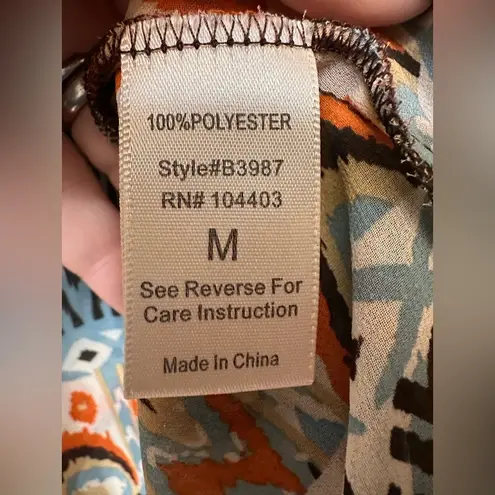 100%POLYESTER
Style#B3987
RN# 104403
M
See Reverse For
Care Instruction
Made In China